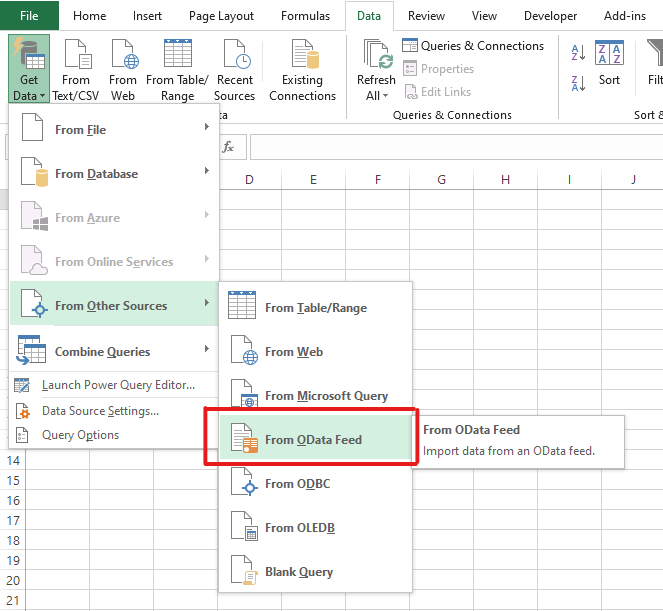 File Home Insert Page Layout Formulas Data Review View Developer Add-ins
Get Data
From Text/CSV
From Web
From Table/ Range
Recent Sources
Existing Connections
Refresh All
Queries & Connections
Properties
Edit Links
Queries & Connections
A Z
Z A
Z A A Z
Sort
Filt
ta
Sort &
fx
D E F G H I J
From File
From Database
From Azure
From Online Services
From Other Sources
Combine Queries
Launch Power Query Editor...
Data Source Settings...
Query Options
From Table/Range
From Web
From Microsoft Query
From OData Feed
From ODBC
From OLEDB
Blank Query
From OData Feed
Import data from an OData feed.
14
15
16
17
18
19
20
21